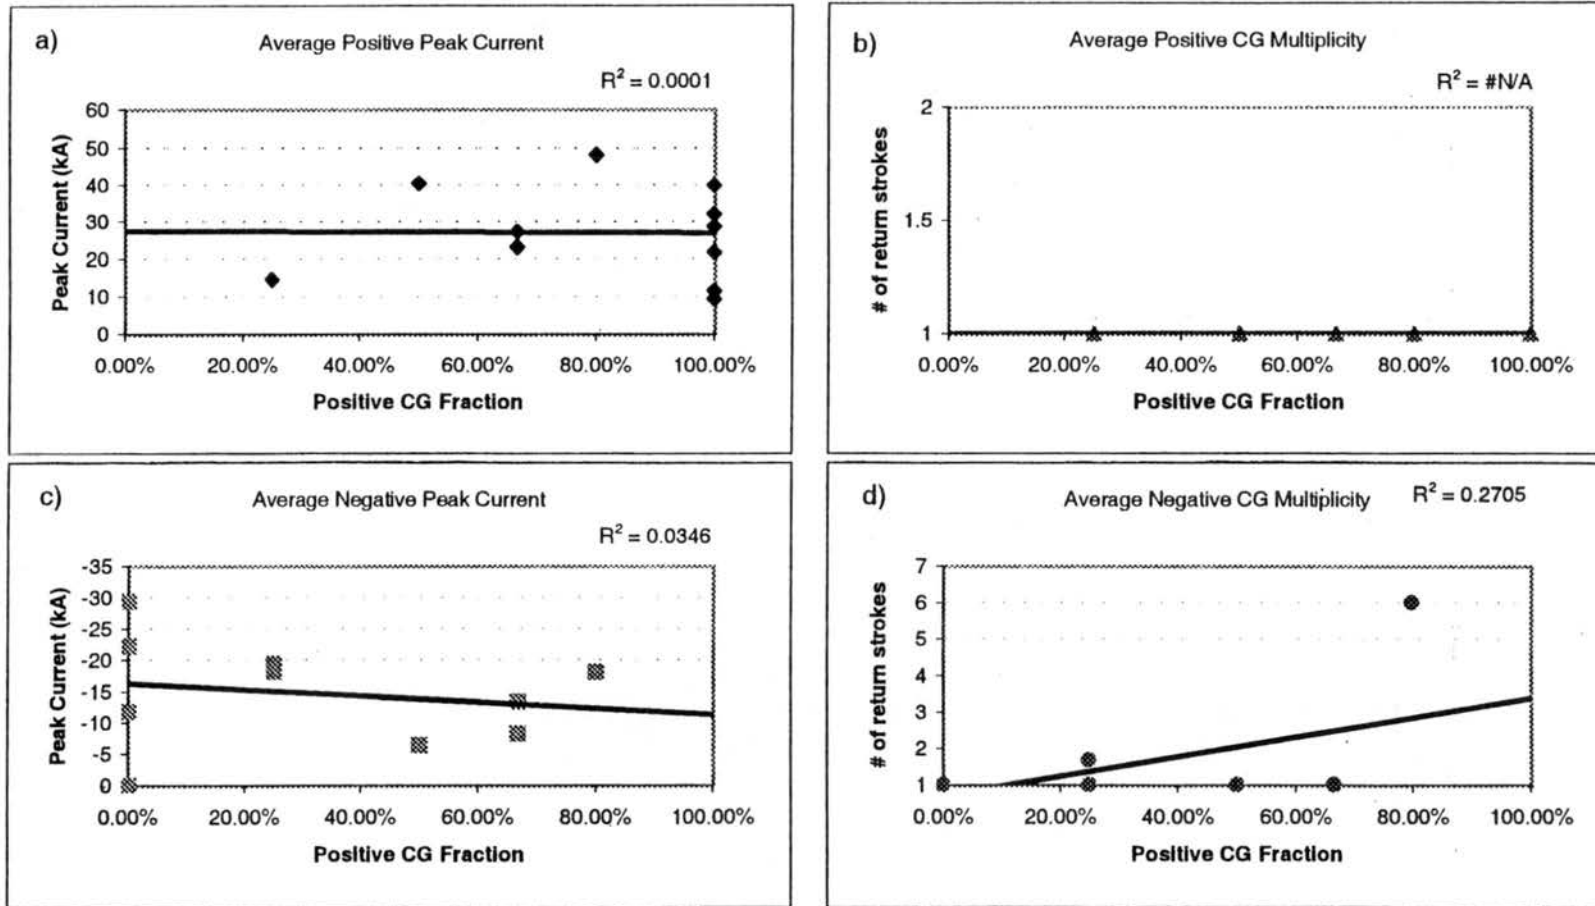 a)
Average Positive Peak Current
R² = 0.0001
60
50
40
30
20
10
0
Peak Current (kA)
0.00% 20.00% 40.00% 60.00% 80.00% 100.00%
Positive CG Fraction
b)
Average Positive CG Multiplicity
R² = #N/A
2
1.5
1
# of return strokes
0.00% 20.00% 40.00% 60.00% 80.00% 100.00%
Positive CG Fraction
c)
Average Negative Peak Current
R² = 0.0346
-35
-30
-25
-20
-15
-10
-5
0
Peak Current (kA)
0.00% 20.00% 40.00% 60.00% 80.00% 100.00%
Positive CG Fraction
d)
Average Negative CG Multiplicity
R² = 0.2705
7
6
5
4
3
2
1
# of return strokes
0.00% 20.00% 40.00% 60.00% 80.00% 100.00%
Positive CG Fraction